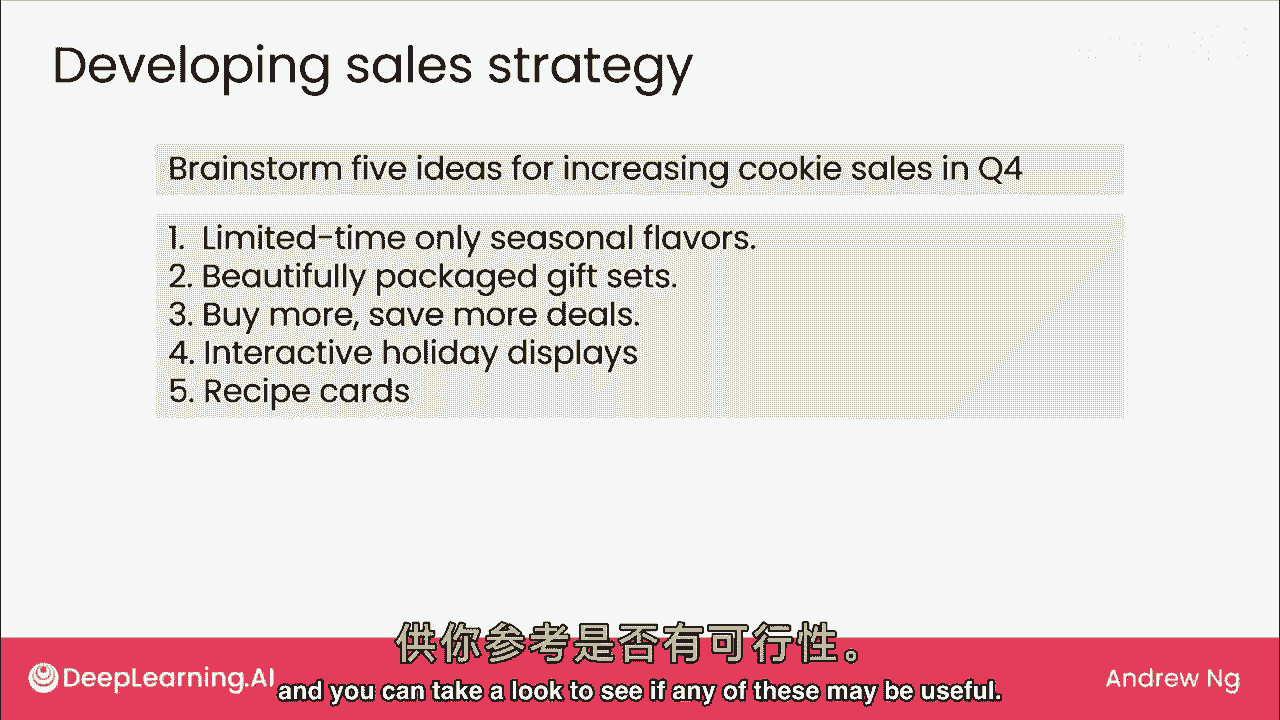 Developing sales strategy
Brainstorm five ideas for increasing cookie sales in Q4
1. Limited-time only seasonal flavors.
2. Beautifully packaged gift sets.
3. Buy more, save more deals.
4. Interactive holiday displays
5. Recipe cards
供你参考是否有可行性。
DeepLearning.AI
and you can take a look to see if any of these may be useful.
Andrew Ng